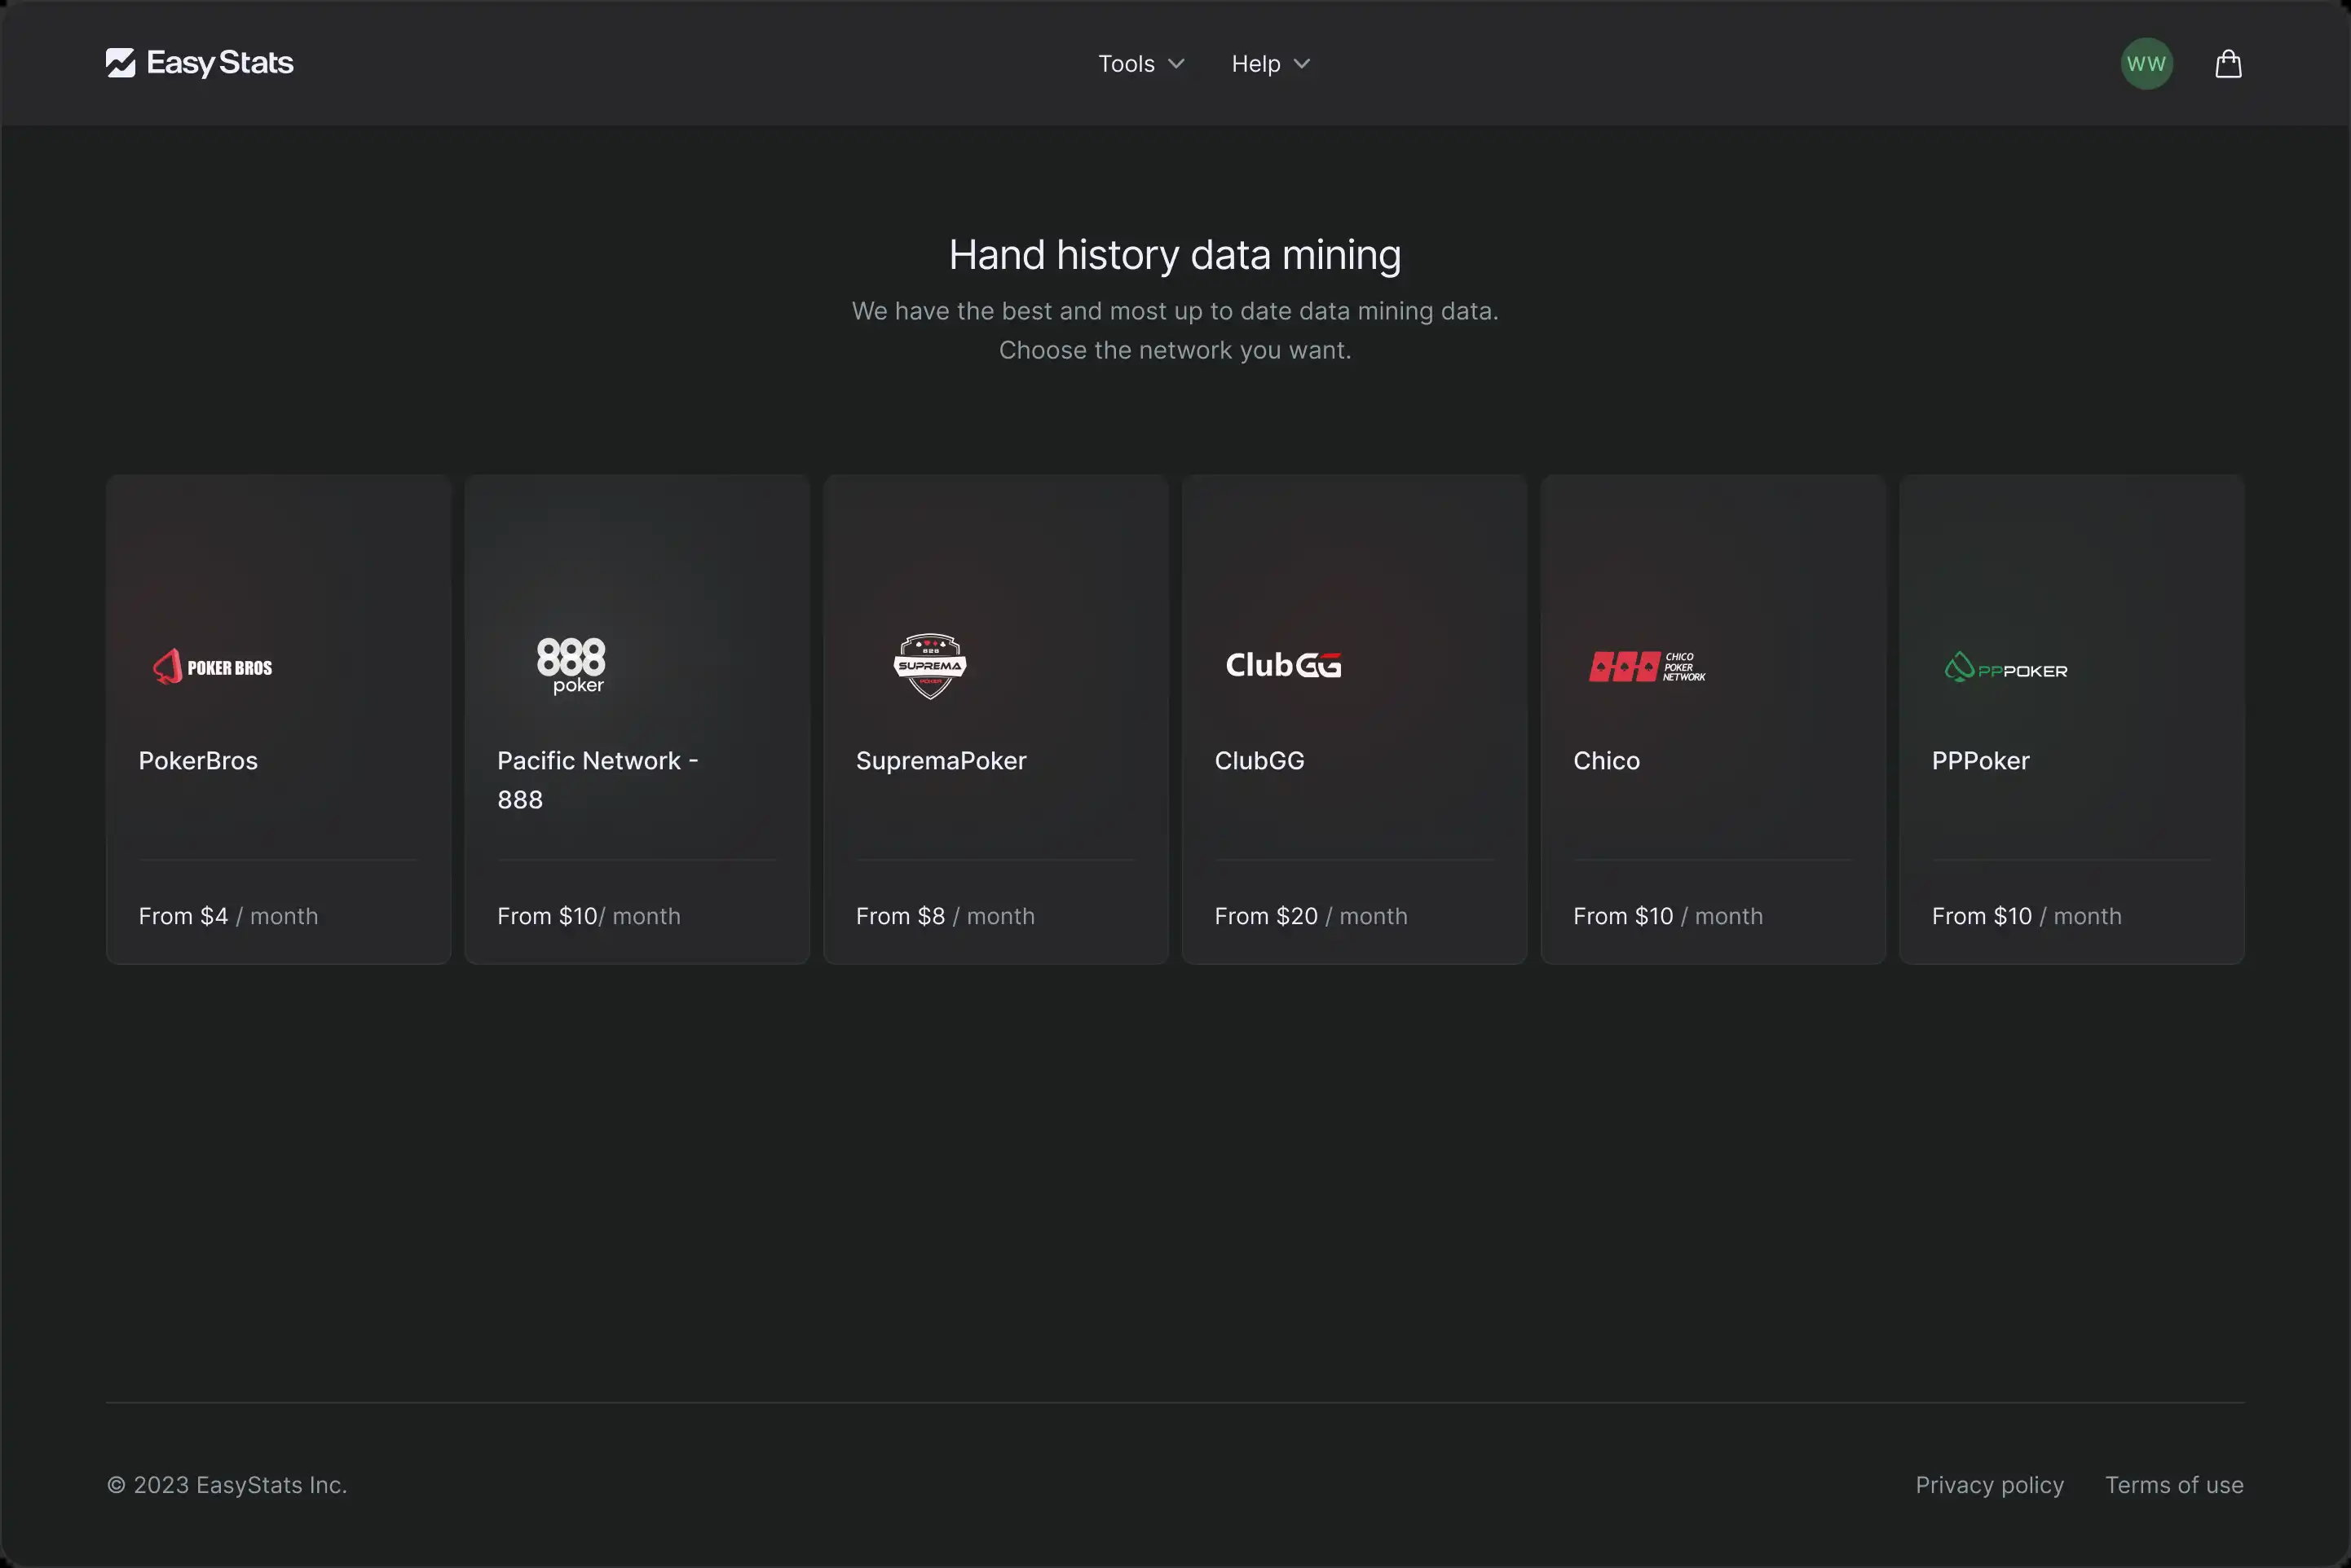 Easy Stats
Tools
Help
WW
Hand history data mining
We have the best and most up to date data mining data.
Choose the network you want.
POKER BROS
PokerBros
From $4 / month
888
poker
Pacific Network -
888
From $10/ month
SUPREMA
POKER
SupremaPoker
From $8 / month
ClubGG
ClubGG
From $20 / month
CHICO
POKER
NETWORK
Chico
From $10 / month
PPPOKER
PPPoker
From $10 / month
© 2023 EasyStats Inc.
Privacy policy
Terms of use